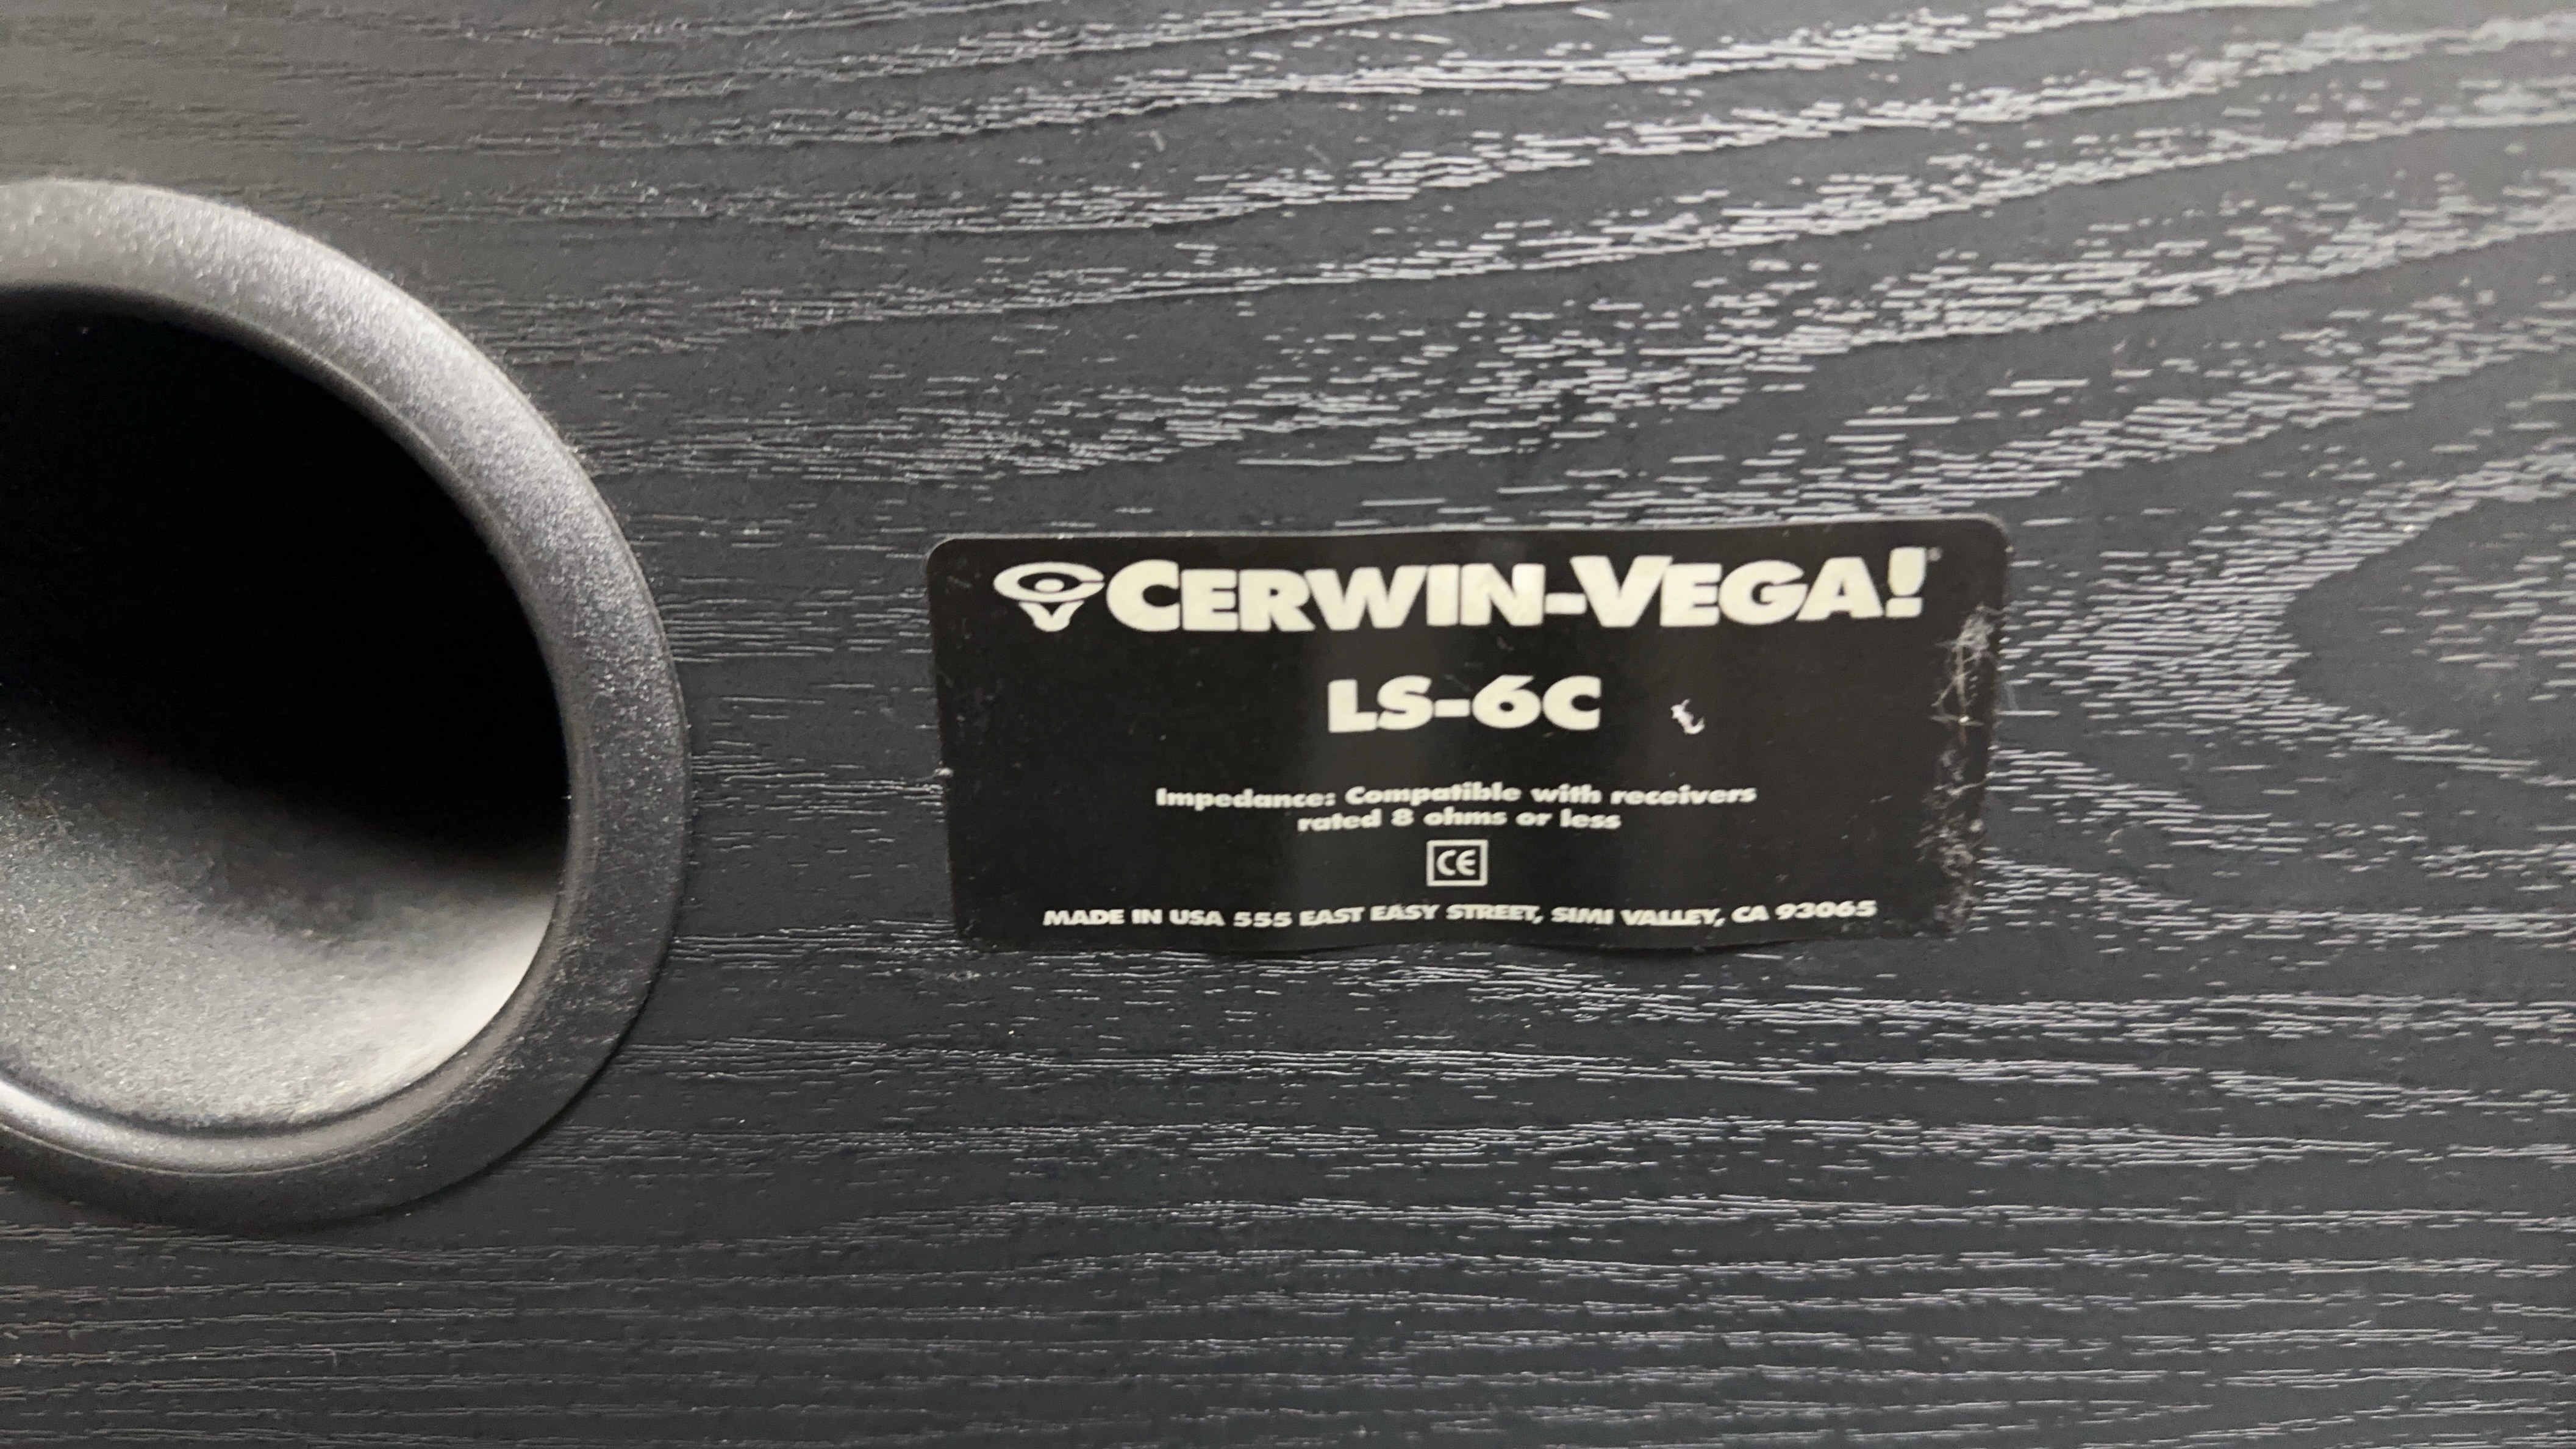 CERWIN-VEGA!®
LS-6C
Impedance: Compatible with receivers
rated 8 ohms or less
CE
MADE IN USA 555 EAST EASY STREET, SIMI VALLEY, CA 93065